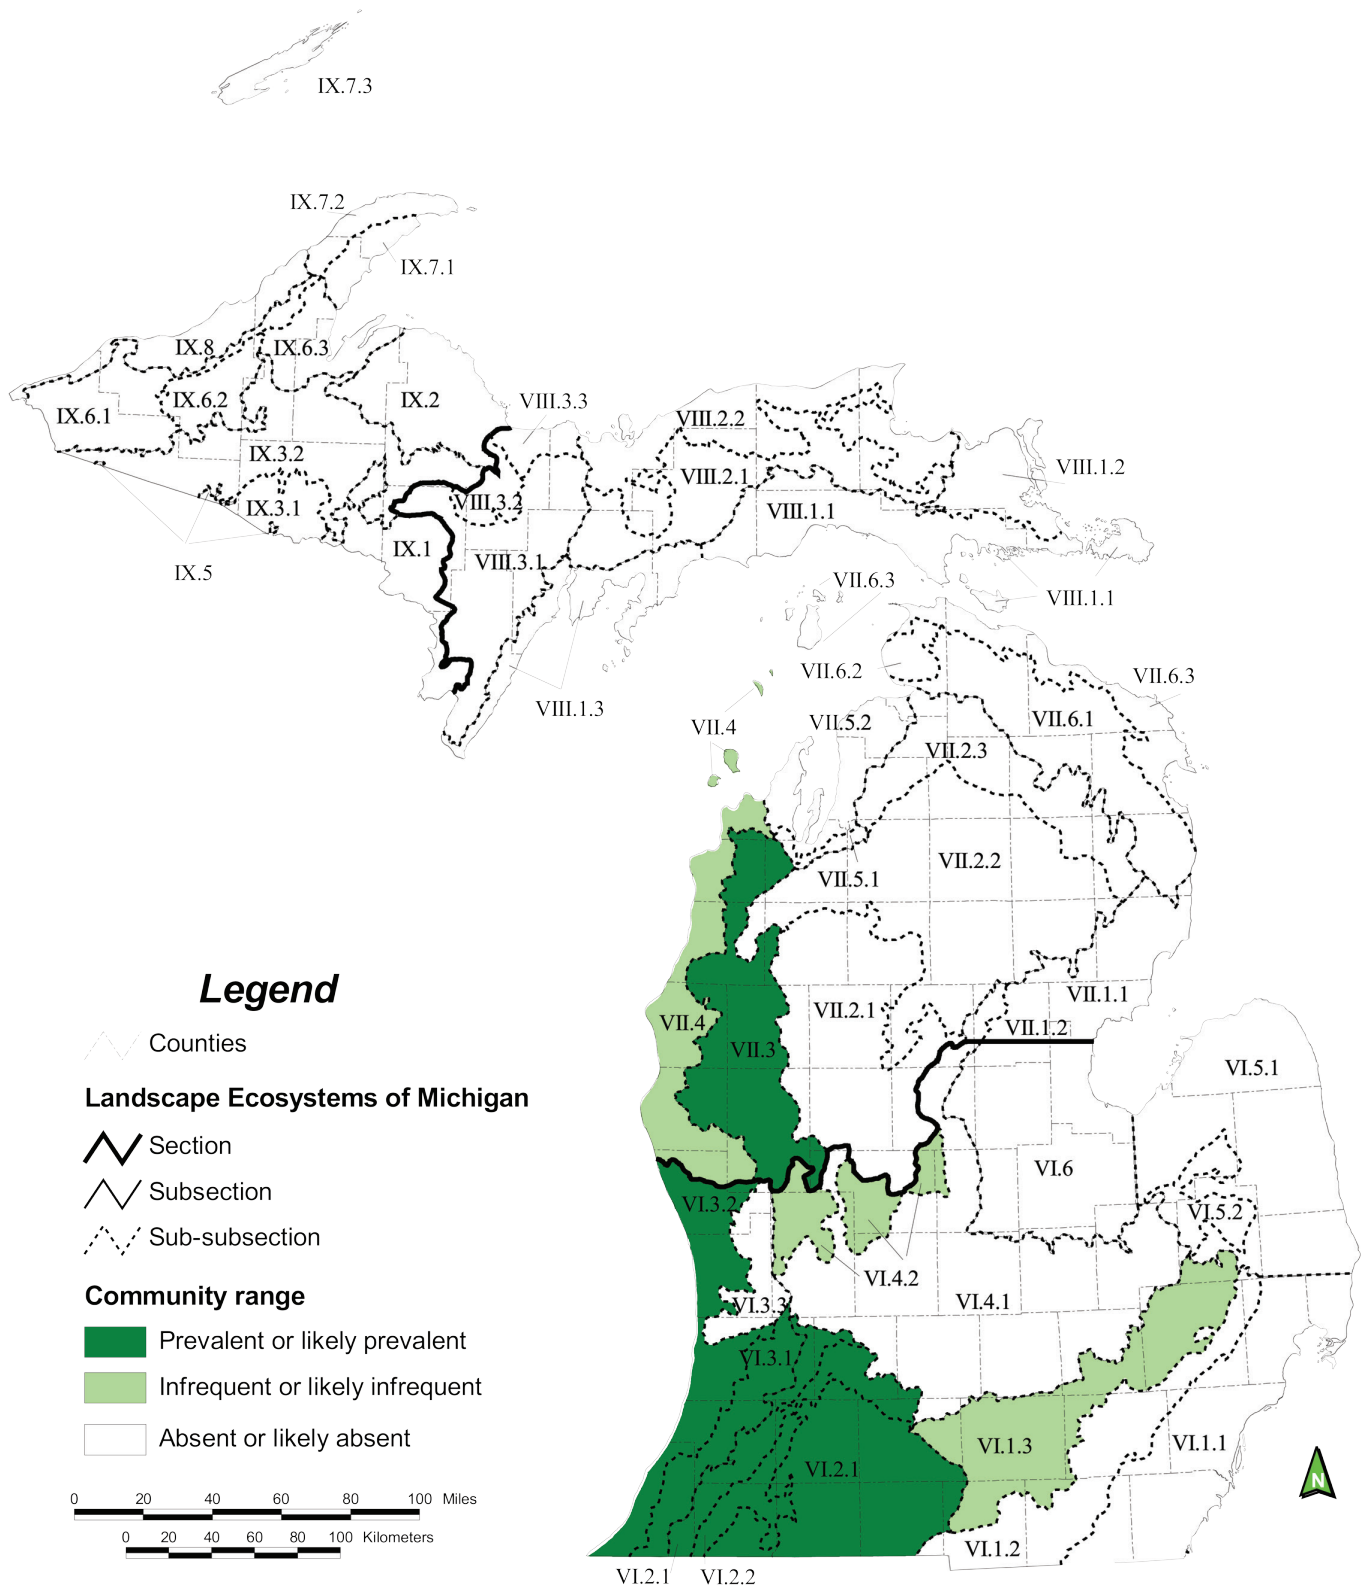 IX.7.3
IX.7.2
IX.7.1
IX.8
IX.6.3
IX.6.2
IX.2
IX.6.1
VIII.3.3
VIII.2.2
IX.3.2
VIII.1.2
VIII.2.1
VIII.3.2
IX.3.1
VIII.1.1
IX.1
VIII.3.1
IX.5
VII.6.3
VIII.1.1
VII.6.2
VII.6.3
VIII.1.3
VII.4
VII.5.2
VII.6.1
VII.2.3
VII.2.2
VII.5.1
VII.1.1
VII.2.1
VII.4
VII.1.2
VII.3
VI.5.1
VI.6
VI.3.2
VI.5.2
VI.4.2
VI.3.3
VI.4.1
VI.3.1
VI.1.3
VI.1.1
VI.2.1
VI.1.2
VI.2.1
VI.2.2
Legend
Counties
Landscape Ecosystems of Michigan
Section
Subsection
Sub-subsection
Community range
Prevalent or likely prevalent
Infrequent or likely infrequent
Absent or likely absent
0 20 40 60 80 100 Miles
0 20 40 60 80 100 Kilometers
N